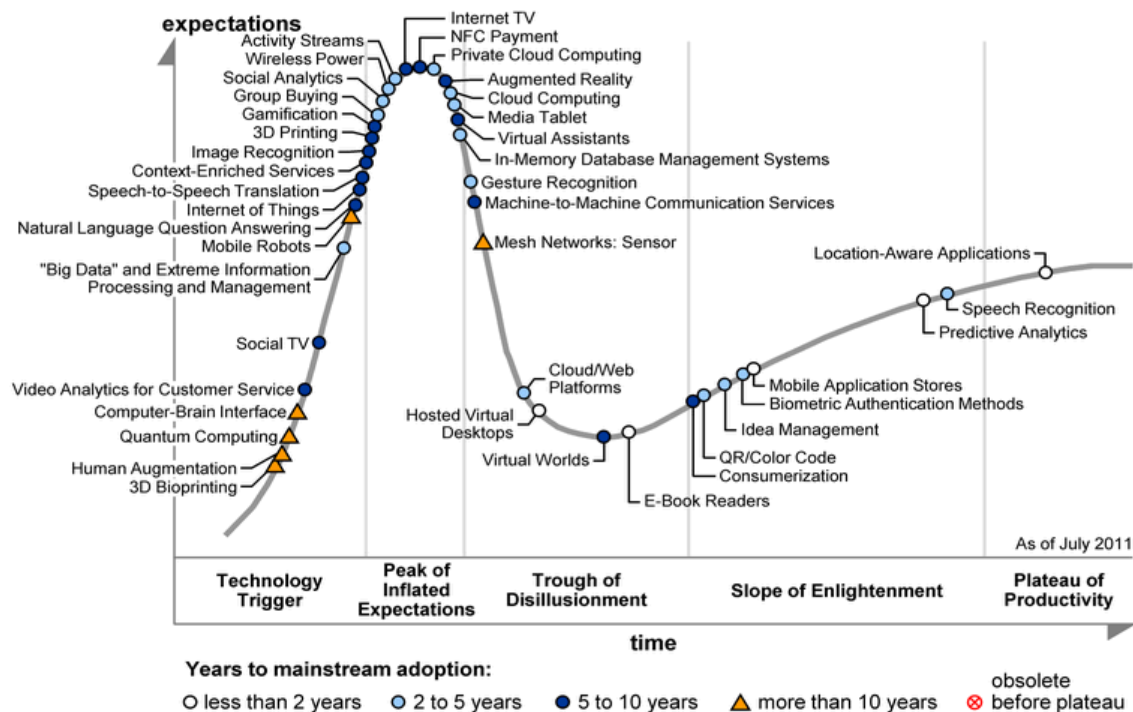 expectations
Internet TV
NFC Payment
Activity Streams
Private Cloud Computing
Wireless Power
Social Analytics
Augmented Reality
Group Buying
Cloud Computing
Gamification
Media Tablet
3D Printing
Virtual Assistants
Image Recognition
In-Memory Database Management Systems
Context-Enriched Services
Speech-to-Speech Translation
Gesture Recognition
Internet of Things
Machine-to-Machine Communication Services
Natural Language Question Answering
Mobile Robots
Mesh Networks: Sensor
Location-Aware Applications
"Big Data" and Extreme Information
Processing and Management
Speech Recognition
Predictive Analytics
Social TV
Cloud/Web
Platforms
Video Analytics for Customer Service
Mobile Application Stores
Computer-Brain Interface
Biometric Authentication Methods
Hosted Virtual
Desktops
Idea Management
Quantum Computing
Virtual Worlds
QR/Color Code
Human Augmentation
Consumerization
3D Bioprinting
E-Book Readers
As of July 2011
Technology
Trigger
Peak of
Inflated
Expectations
Trough of
Disillusionment
Slope of Enlightenment
Plateau of
Productivity
time
Years to mainstream adoption:
less than 2 years
2 to 5 years
5 to 10 years
more than 10 years
obsolete
before plateau